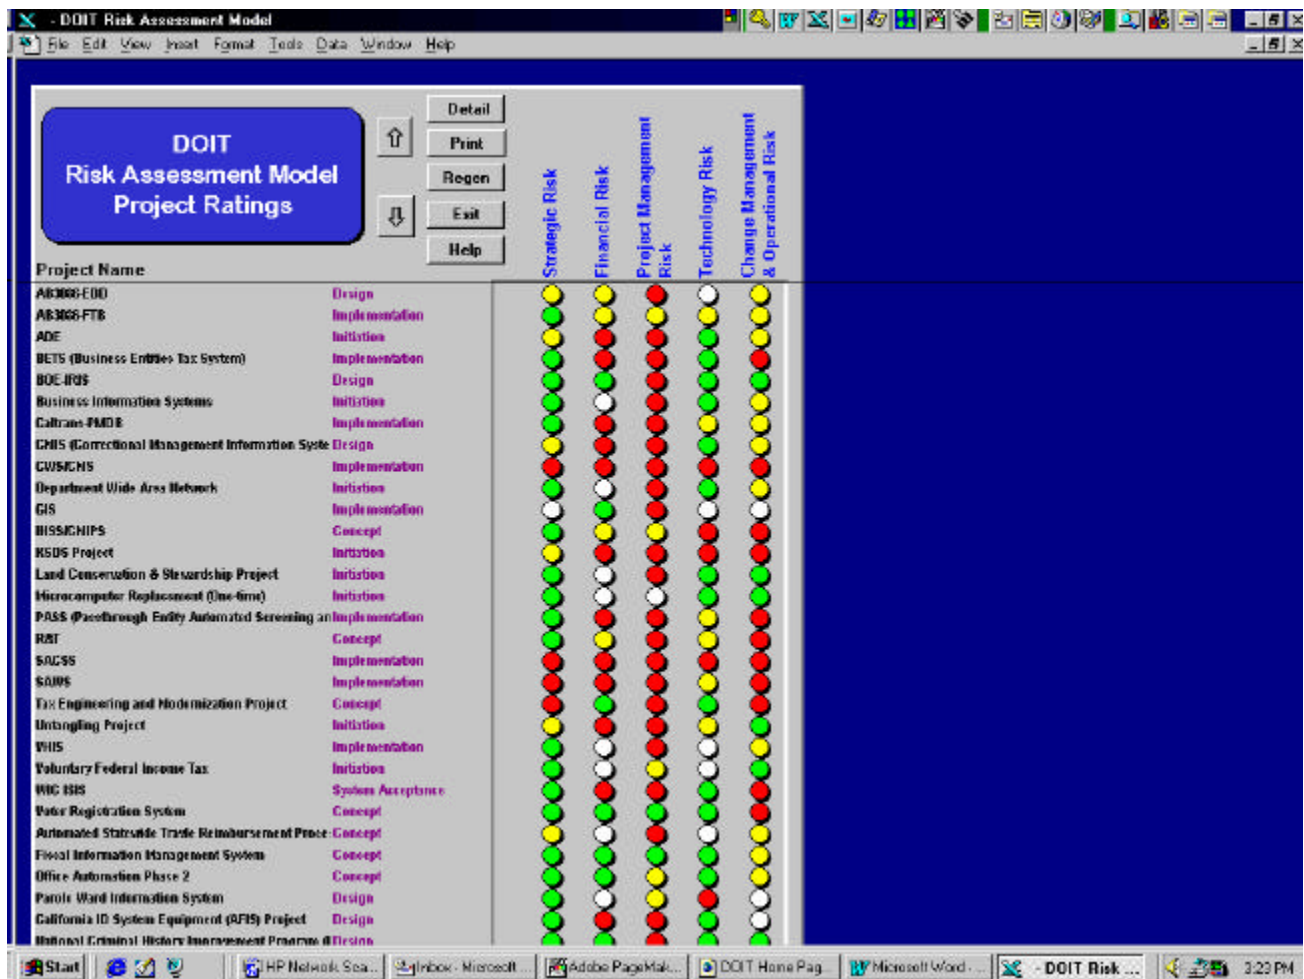 - DOIT Risk Assessment Model
File Edit View Insert Format Tools Data Window Help
DOIT
Risk Assessment Model
Project Ratings
Detail
Print
Regen
Exit
Help
Strategic Risk
Financial Risk
Project Management
Risk
Technology Risk
Change Management
& Operational Risk
Project Name
AB3086-EDD Design
AB3086-FTB Implementation
ADE Initiation
BETS (Business Entities Tax System) Implementation
BOE-IRIS Design
Business Information Systems Initiation
Caltrans-PMDB Implementation
CMIS (Correctional Management Information Syste Design
CWS/CMS Implementation
Department Wide Area Network Initiation
GIS Implementation
Concept
KSDS Project Initiation
Land Conservation & Stewardship Project Initiation
Microcomputer Replacement (One-time) Initiation
PASS (Passthrough Entity Automated Screening an Implementation
Concept
SACSS Implementation
SAWS Implementation
Tax Engineering and Modernization Project Concept
Untangling Project Initiation
Implementation
Voluntary Federal Income Tax Initiation
WIC ISIS System Acceptance
Voter Registration System Concept
Automated Statewide Travle Reimbursement Proce Concept
Fiscal Information Management System Concept
Office Automation Phase 2 Concept
Parole Ward Information System Design
California ID System Equipment (AFIS) Project Design
National Criminal History Improvement Program Design
Start
HP Network Sca...
Inbox - Microsoft ...
Adobe PageMak...
DOIT Home Pag...
Microsoft Word - ...
- DOIT Risk ...
3:23 PM